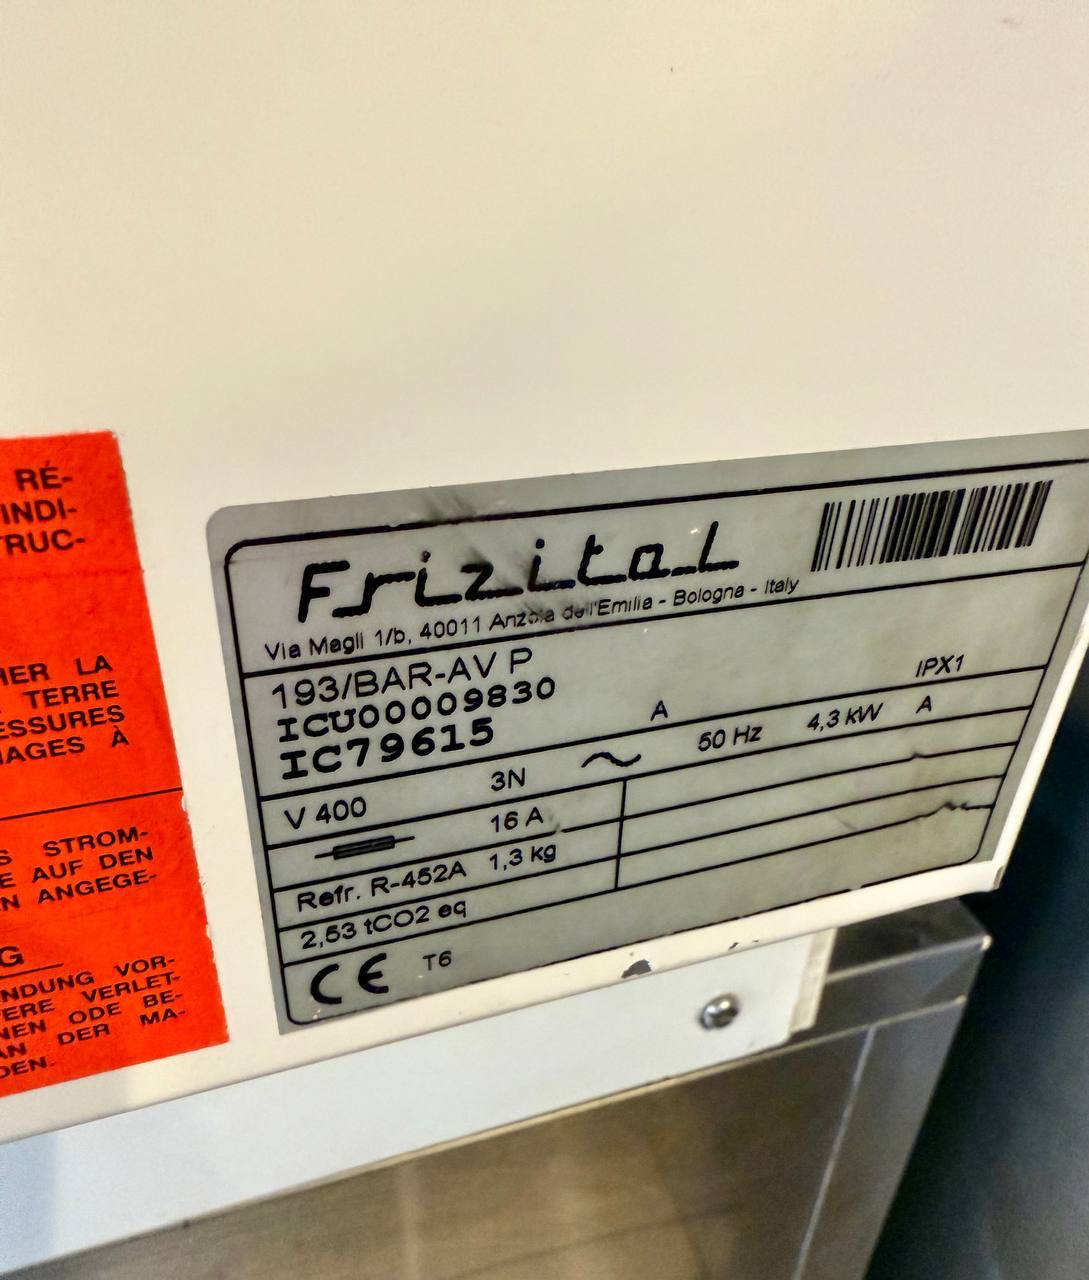 RÉ-
INDI-
TRUC-
HER LA
TERRE
ESSURES
AGES À
S STROM-
E AUF DEN
N ANGEGE-
G
NDUNG VOR-
ERE VERLET-
NEN ODE BE-
AN DER MA-
DEN.
Frizital
Via Magli 1/b, 40011 Anzola dell'Emilia - Bologna - Italy
193/BAR-AV P
ICU00009830
IC79615
A IPX1
V 400 3N ~ 50 Hz 4,3 kW A
16 A
Refr. R-452A 1,3 kg
2,53 tCO2 eq
CE T6